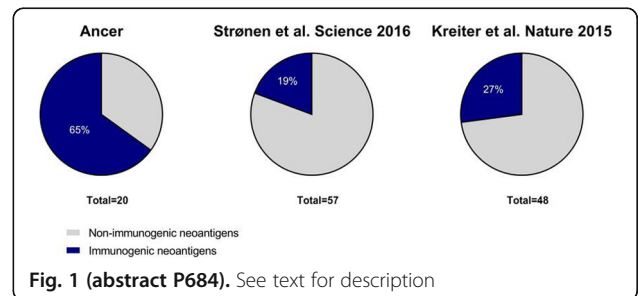 Ancer
Strønen et al. Science 2016
Kreiter et al. Nature 2015
65%
19%
27%
Total=20
Total=57
Total=48
Non-immunogenic neoantigens
Immunogenic neoantigens
Fig. 1 (abstract P684). See text for description